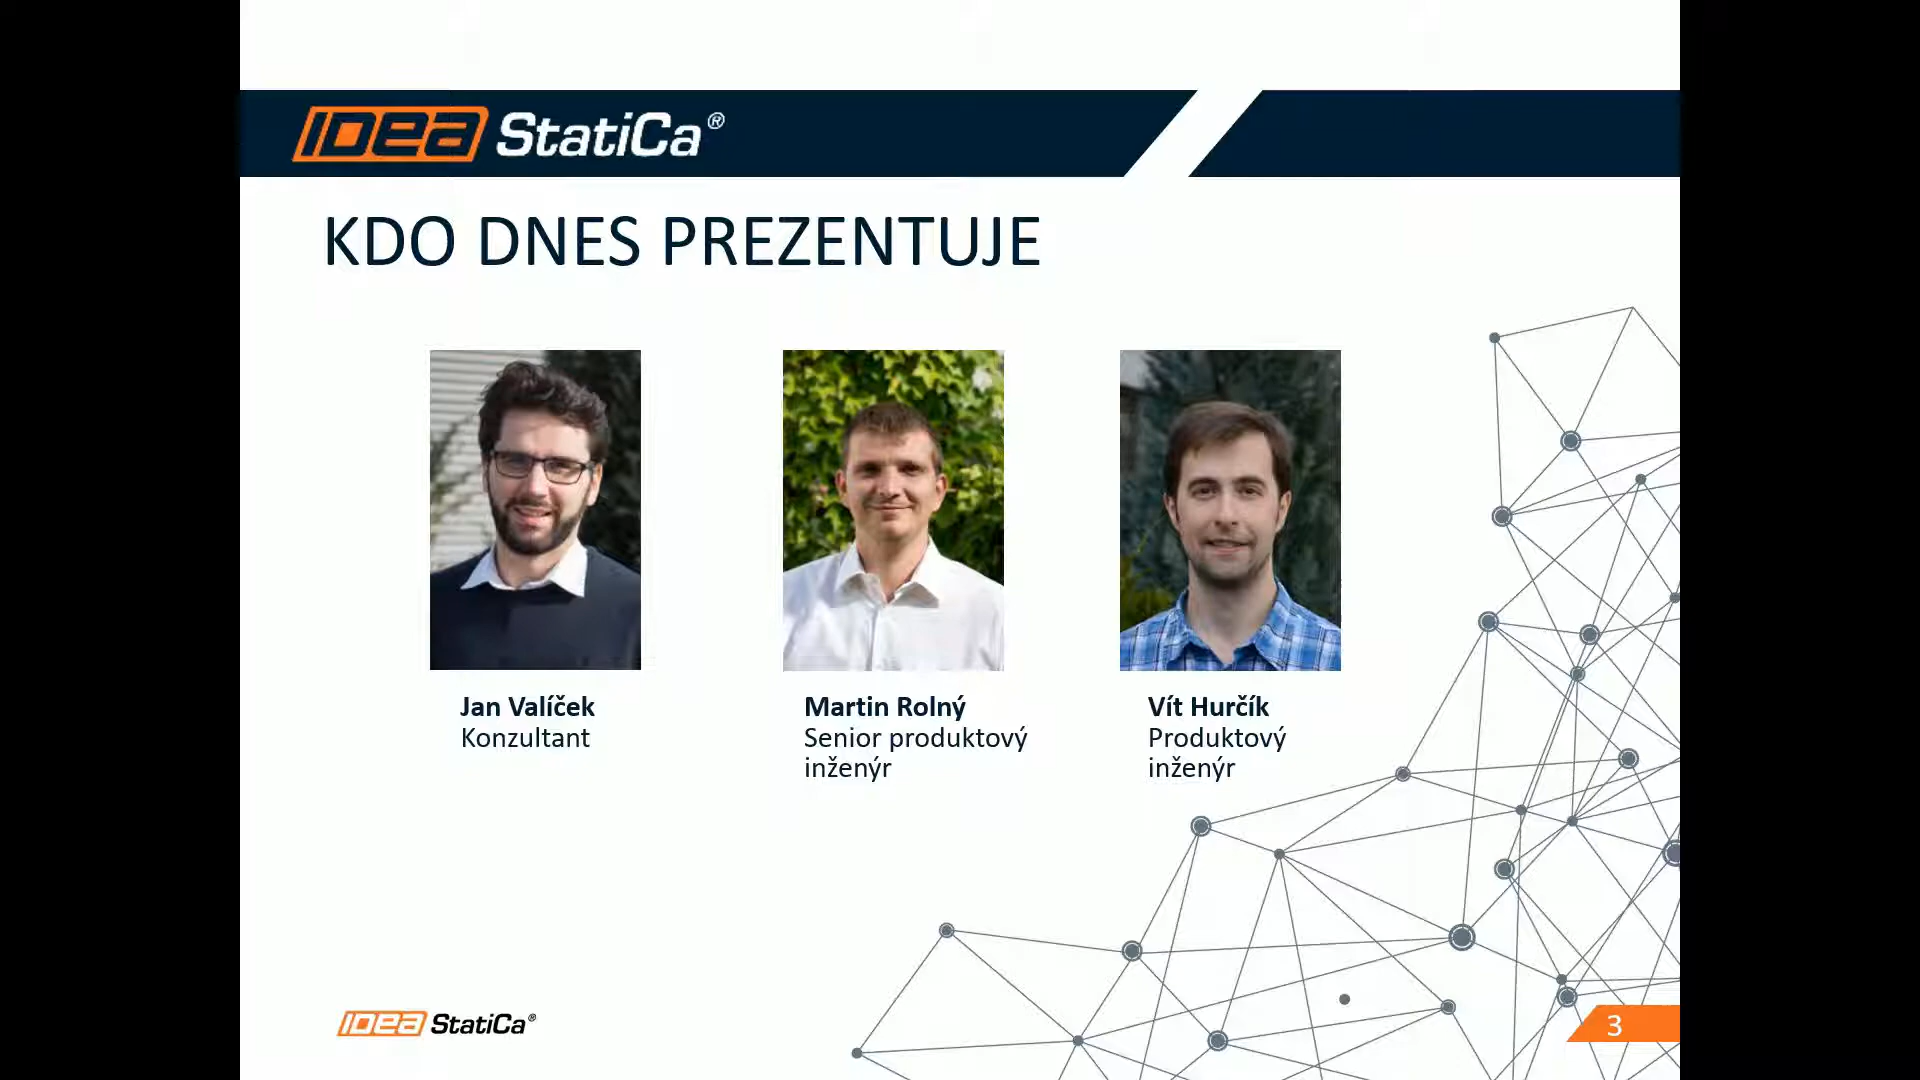 IDEA StatiCa®
KDO DNES PREZENTUJE
Jan Valíček
Konzultant
Martin Rolný
Senior produktový
inženýr
Vít Hurčík
Produktový
inženýr
IDEA StatiCa®
3